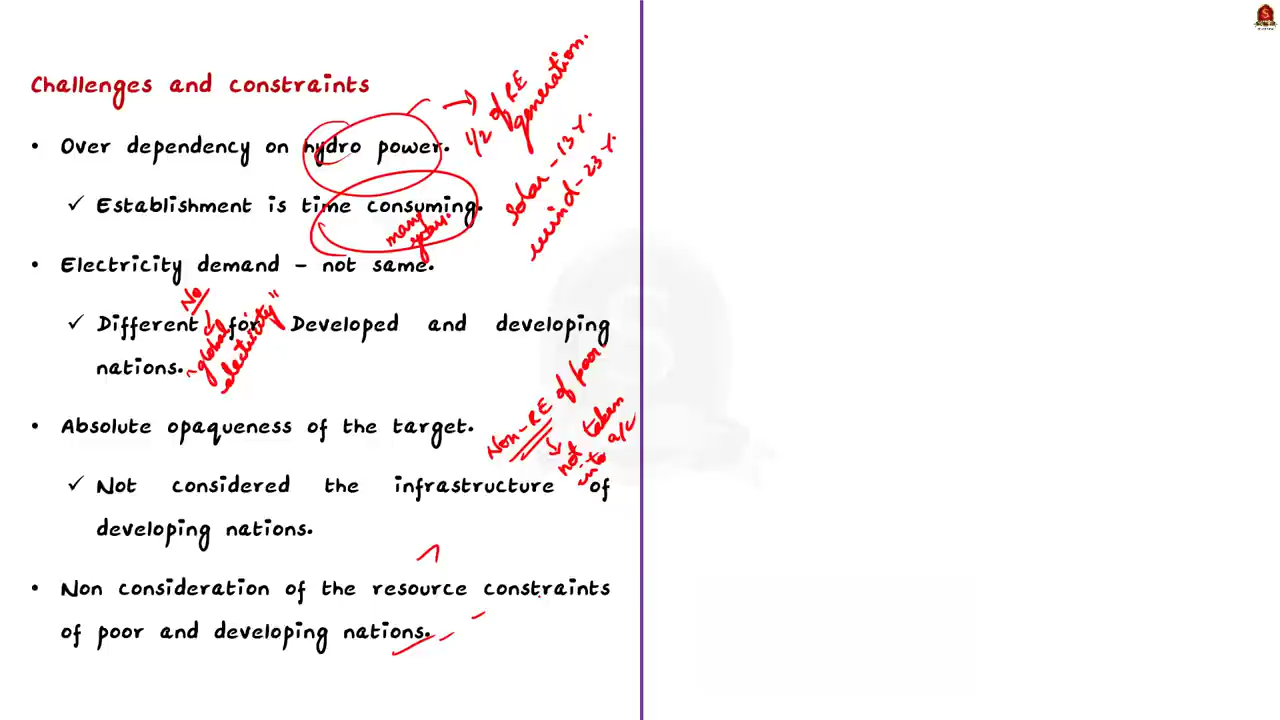 Challenges and constraints
• Over dependency on hydro power.
→ 1/2 of RE
generation.
solar - 13%.
wind - 23%.
✓ Establishment is time consuming.
many
years.
• Electricity demand – not same.
No
↓
"global
electricity"
✓ Different for Developed and developing
nations.
• Absolute opaqueness of the target.
Non-RE of poor
↓
not taken
into a/c
✓ Not considered the infrastructure of
developing nations.
• Non consideration of the resource constraints
of poor and developing nations.